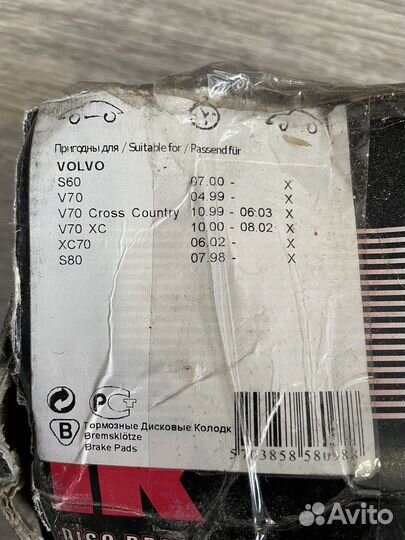 Пригодны для / Suitable for / Passend für
VOLVO
S60 07.00 - X
V70 04.99 - X
V70 Cross Country 10.99 - 06.03 X
V70 XC 10.00 - 08.02 X
XC70 06.02 - X
S80 07.98 - X
B Тормозные Дисковые Колодк
Bremsklötze
Brake Pads
Avito